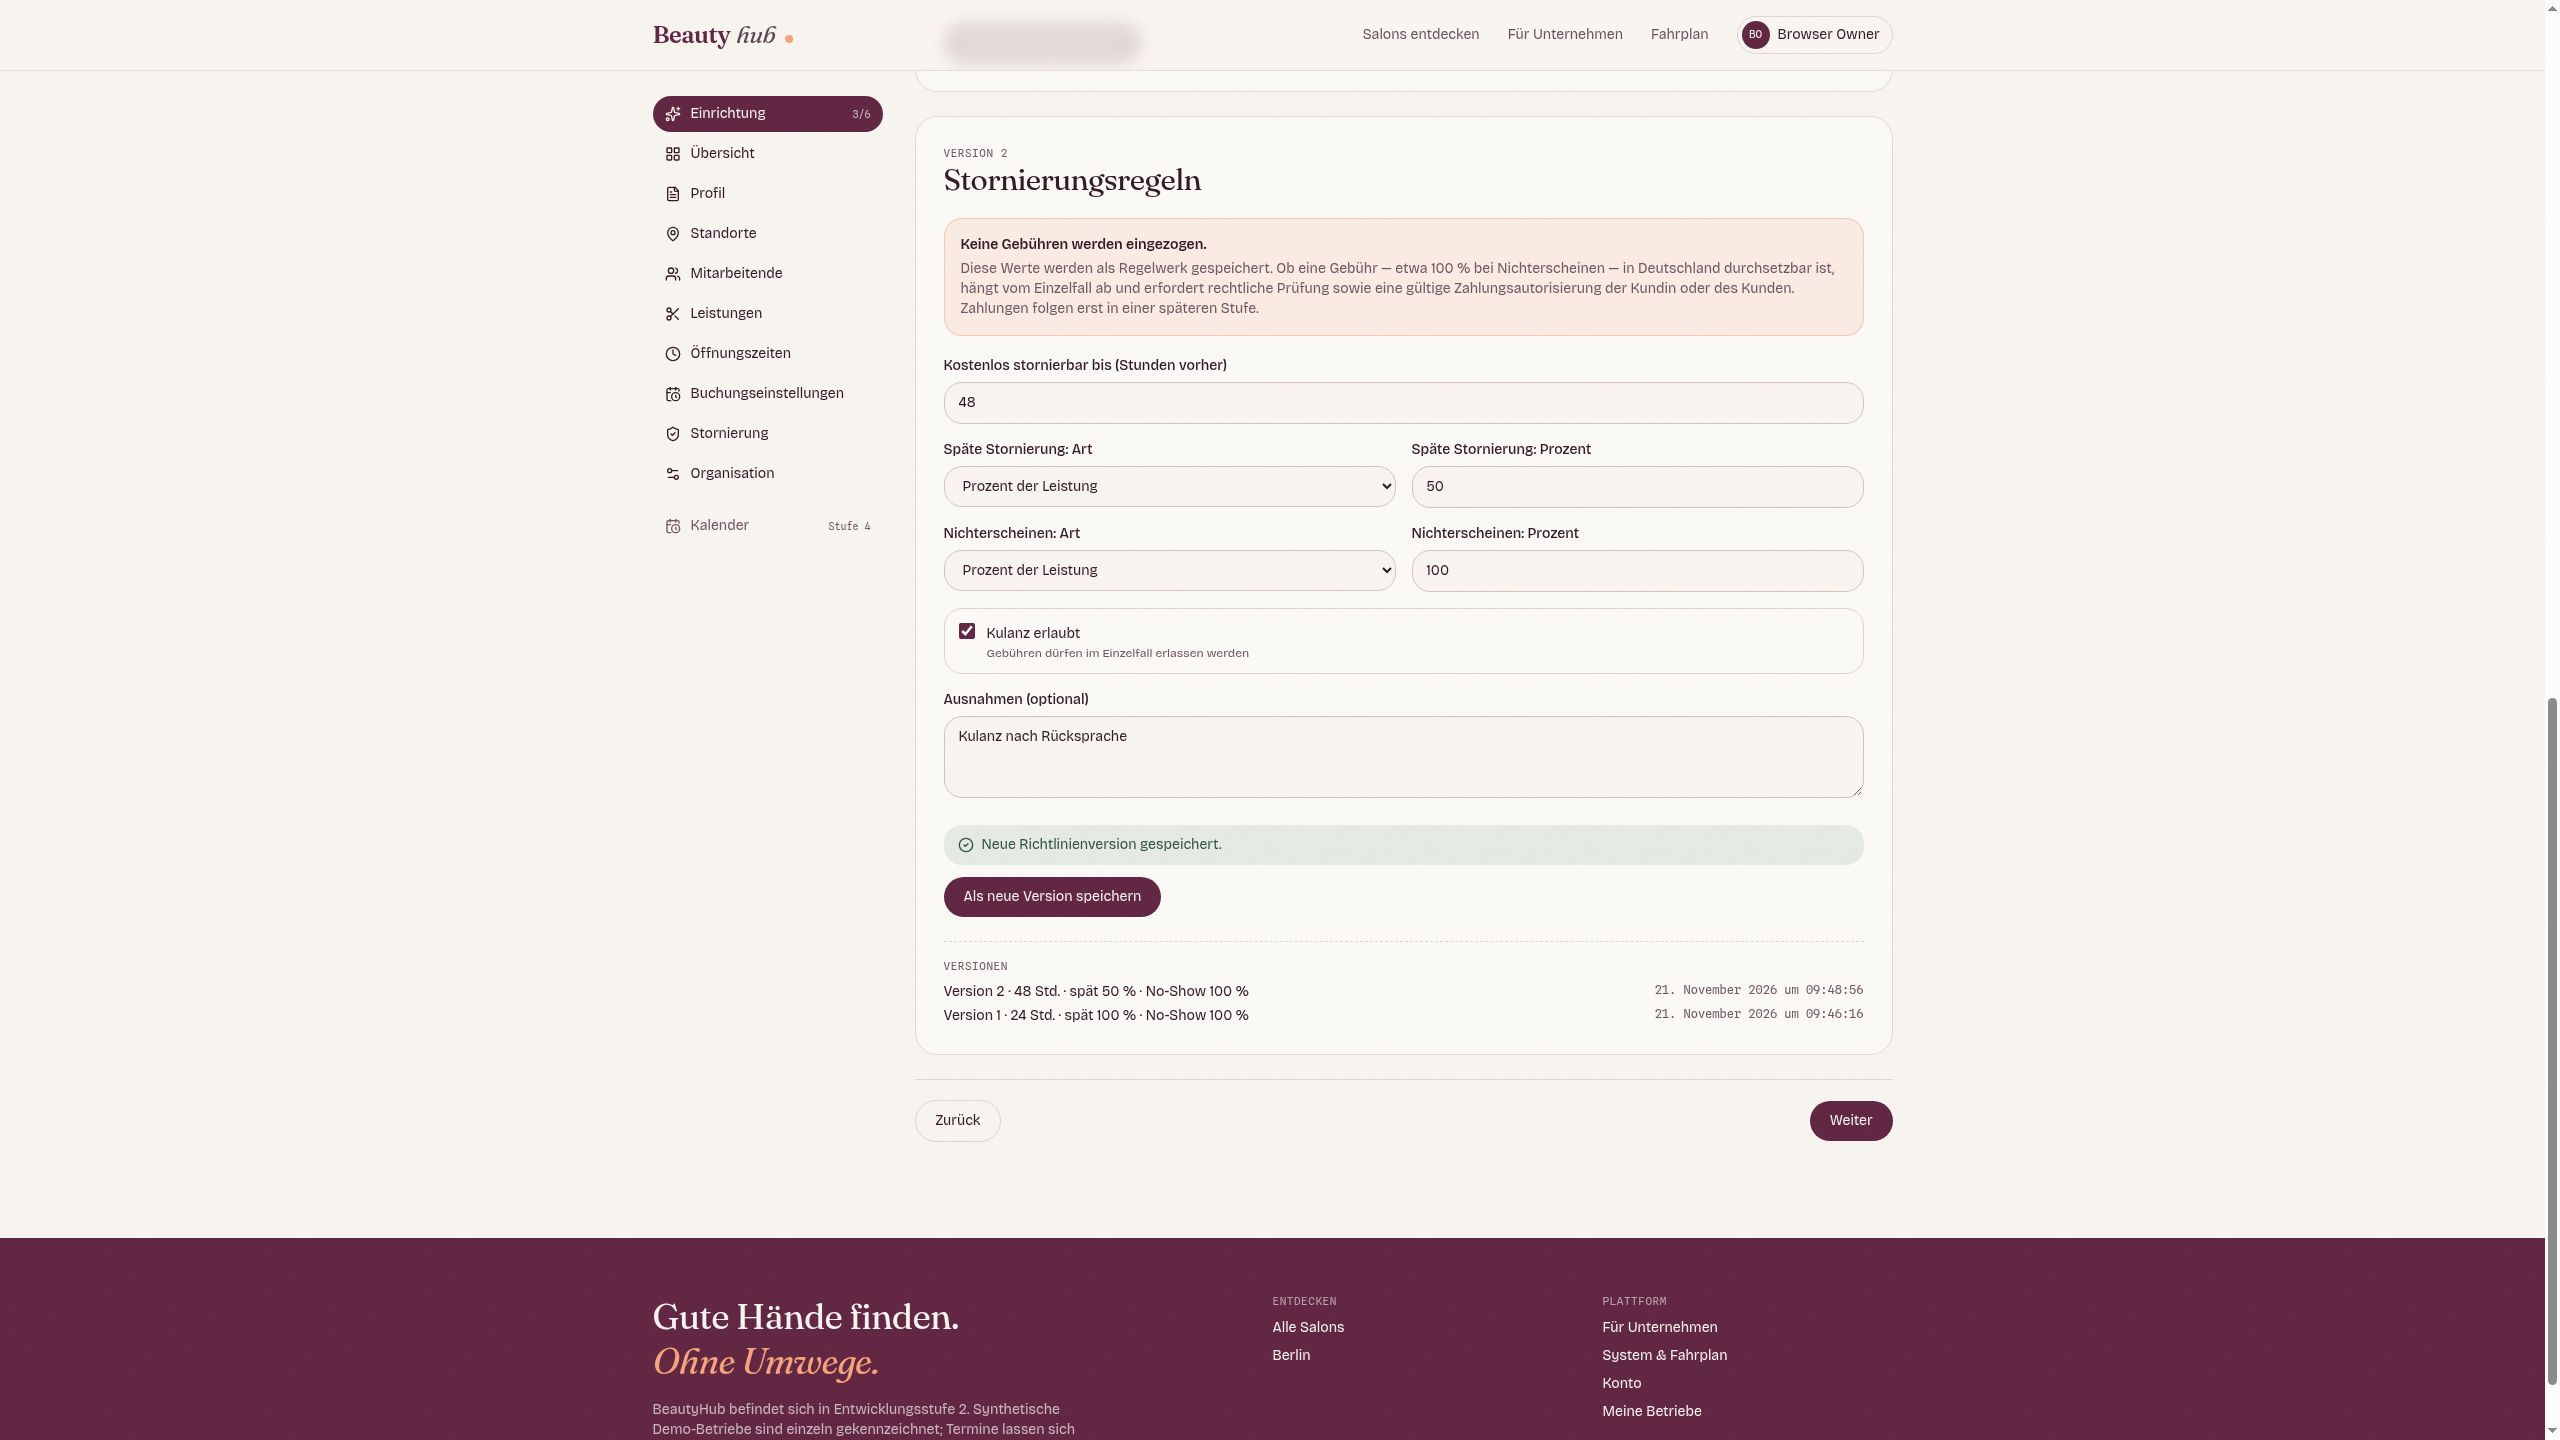 Beauty hub
Salons entdecken
Für Unternehmen
Fahrplan
BO
Browser Owner
Einrichtung
3/6
Übersicht
Profil
Standorte
Mitarbeitende
Leistungen
Öffnungszeiten
Buchungseinstellungen
Stornierung
Organisation
Kalender
Stufe 4
VERSION 2
Stornierungsregeln
Keine Gebühren werden eingezogen.
Diese Werte werden als Regelwerk gespeichert. Ob eine Gebühr — etwa 100 % bei Nichterscheinen — in Deutschland durchsetzbar ist,
hängt vom Einzelfall ab und erfordert rechtliche Prüfung sowie eine gültige Zahlungsautorisierung der Kundin oder des Kunden.
Zahlungen folgen erst in einer späteren Stufe.
Kostenlos stornierbar bis (Stunden vorher)
48
Späte Stornierung: Art
Späte Stornierung: Prozent
Prozent der Leistung
50
Nichterscheinen: Art
Nichterscheinen: Prozent
Prozent der Leistung
100
Kulanz erlaubt
Gebühren dürfen im Einzelfall erlassen werden
Ausnahmen (optional)
Kulanz nach Rücksprache
Neue Richtlinienversion gespeichert.
Als neue Version speichern
VERSIONEN
Version 2 · 48 Std. · spät 50 % · No-Show 100 %
21. November 2026 um 09:48:56
Version 1 · 24 Std. · spät 100 % · No-Show 100 %
21. November 2026 um 09:46:16
Zurück
Weiter
Gute Hände finden.
Ohne Umwege.
BeautyHub befindet sich in Entwicklungsstufe 2. Synthetische
Demo-Betriebe sind einzeln gekennzeichnet; Termine lassen sich
ENTDECKEN
Alle Salons
Berlin
PLATTFORM
Für Unternehmen
System & Fahrplan
Konto
Meine Betriebe